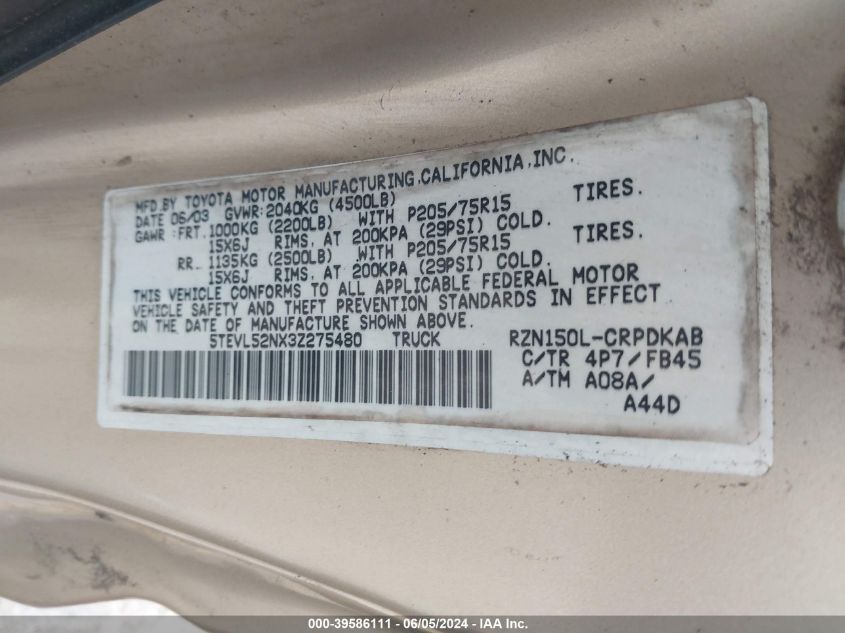 MFD BY TOYOTA MOTOR MANUFACTURING, CALIFORNIA, INC.
DATE 06/03 GVWR: 2040KG (4500LB)
GAWR :FRT. 1000KG (2200LB) WITH P205/75R15 TIRES.
15X6J RIMS, AT 200KPA (29PSI) COLD.
RR. 1135KG (2500LB) WITH P205/75R15 TIRES.
15X6J RIMS, AT 200KPA (29PSI) COLD.
THIS VEHICLE CONFORMS TO ALL APPLICABLE FEDERAL MOTOR
VEHICLE SAFETY AND THEFT PREVENTION STANDARDS IN EFFECT
ON THE DATE OF MANUFACTURE SHOWN ABOVE.
5TEVL52NX3Z275480 TRUCK RZN150L-CRPDKAB
C/TR 4P7/FB45
A/TM A08A/
A44D
000-39586111 - 06/05/2024 - IAA Inc.